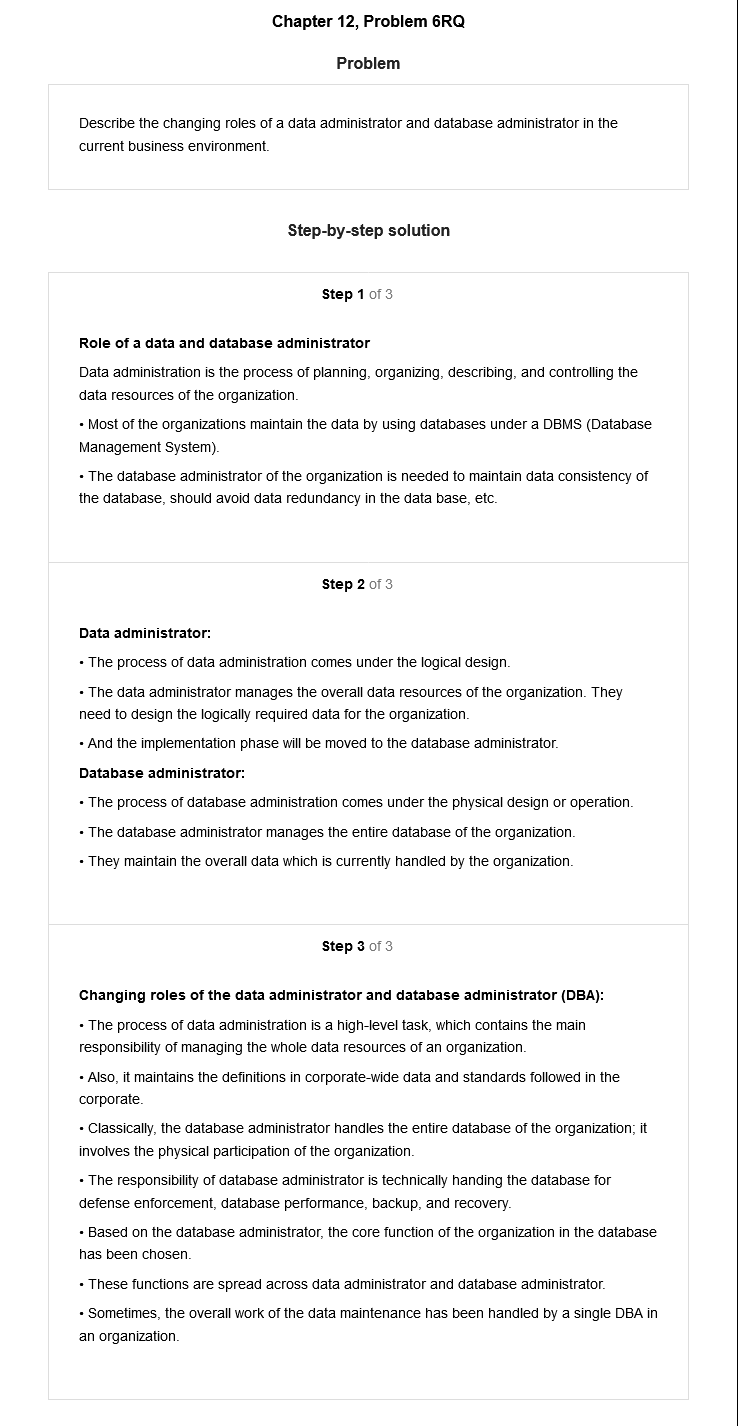 Chapter 12, Problem 6RQ
Problem
Describe the changing roles of a data administrator and database administrator in the
current business environment.
Step-by-step solution
Step 1 of 3
Role of a data and database administrator
Data administration is the process of planning, organizing, describing, and controlling the
data resources of the organization.
• Most of the organizations maintain the data by using databases under a DBMS (Database
Management System).
• The database administrator of the organization is needed to maintain data consistency of
the database, should avoid data redundancy in the data base, etc.
Step 2 of 3
Data administrator:
• The process of data administration comes under the logical design.
• The data administrator manages the overall data resources of the organization. They
need to design the logically required data for the organization.
• And the implementation phase will be moved to the database administrator.
Database administrator:
• The process of database administration comes under the physical design or operation.
• The database administrator manages the entire database of the organization.
• They maintain the overall data which is currently handled by the organization.
Step 3 of 3
Changing roles of the data administrator and database administrator (DBA):
• The process of data administration is a high-level task, which contains the main
responsibility of managing the whole data resources of an organization.
• Also, it maintains the definitions in corporate-wide data and standards followed in the
corporate.
• Classically, the database administrator handles the entire database of the organization; it
involves the physical participation of the organization.
• The responsibility of database administrator is technically handing the database for
defense enforcement, database performance, backup, and recovery.
• Based on the database administrator, the core function of the organization in the database
has been chosen.
• These functions are spread across data administrator and database administrator.
• Sometimes, the overall work of the data maintenance has been handled by a single DBA in
an organization.